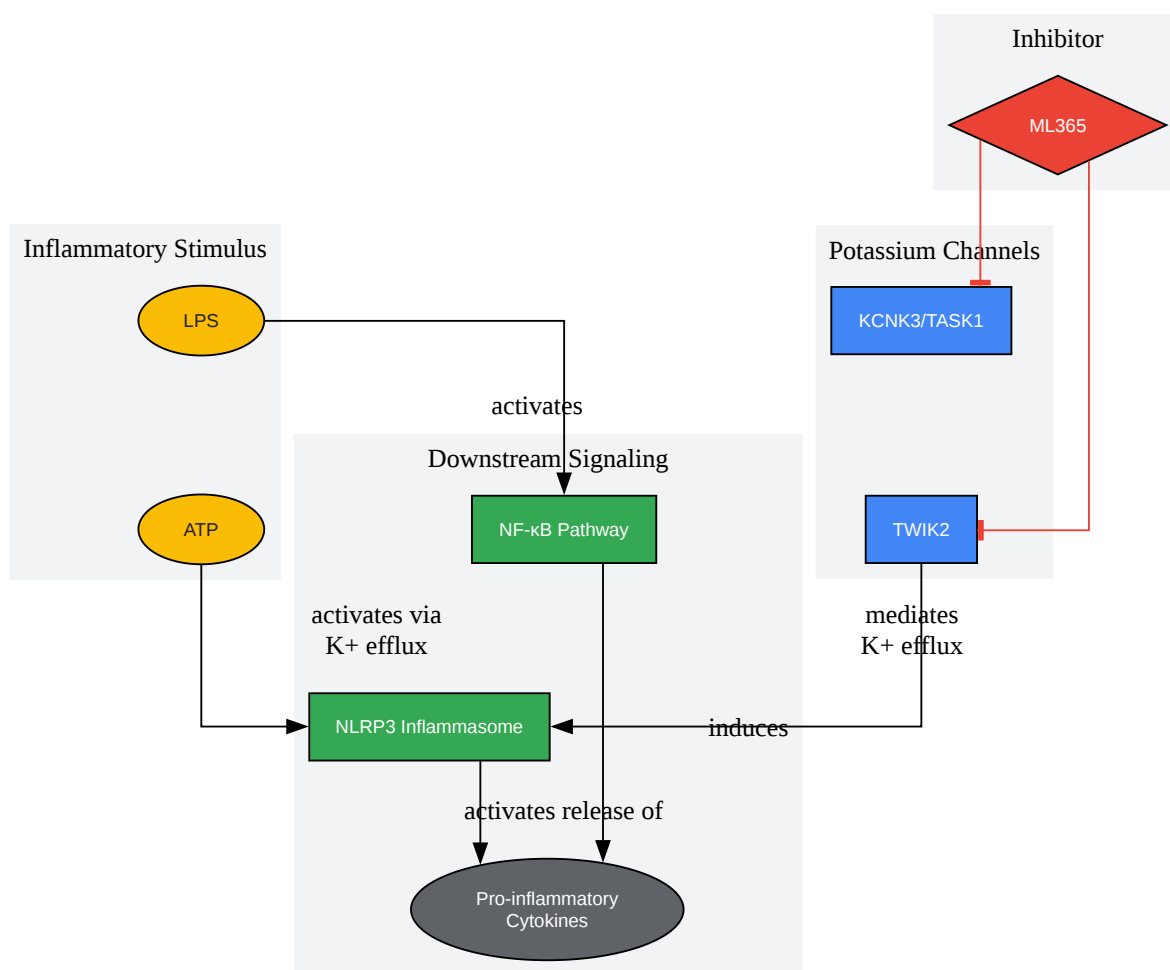 Inhibitor
ML365
Inflammatory Stimulus
Potassium Channels
LPS
KCNK3/TASK1
activates
Downstream Signaling
ATP
NF-κB Pathway
TWIK2
activates via
K+ efflux
mediates
K+ efflux
NLRP3 Inflammasome
induces
activates release of
Pro-inflammatory
Cytokines